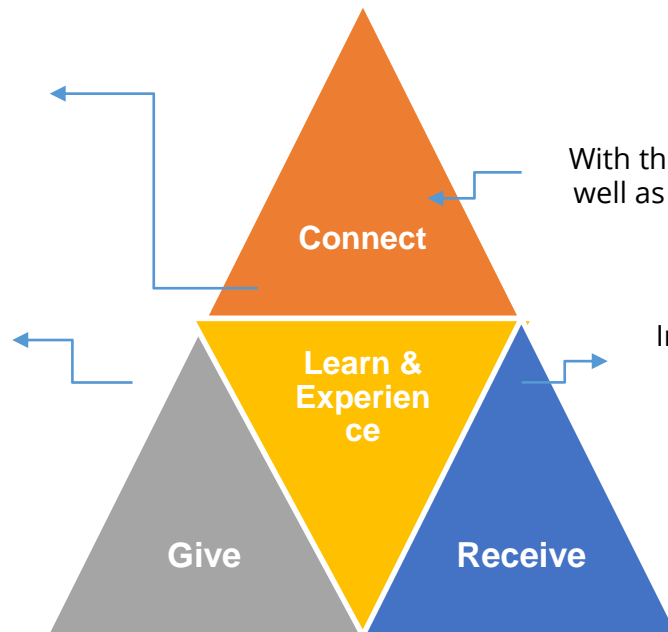 With th
well as
Connect
In
Learn &
Experien
ce
Give
Receive